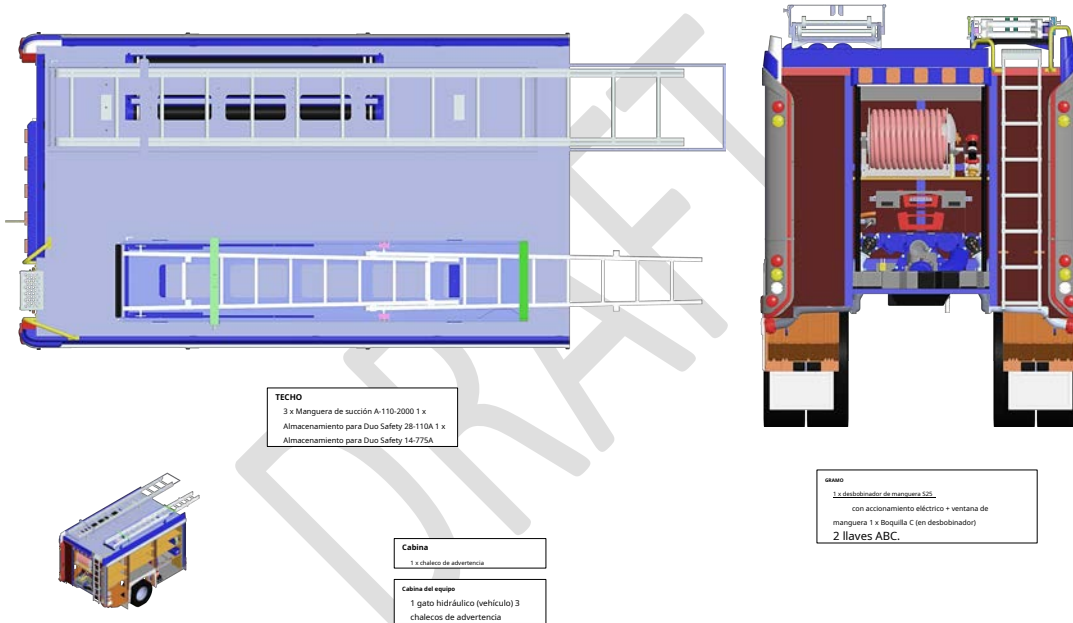 TECHO
3 x Manguera de succión A-110-2000 1 x
Almacenamiento para Duo Safety 28-110A 1 x
Almacenamiento para Duo Safety 14-775A
GRAMO
1 x desbobinador de manguera S25
con accionamiento eléctrico + ventana de
manguera 1 x Boquilla C (en desbobinador)
2 llaves ABC.
Cabina
1 x chaleco de advertencia
Cabina del equipo
1 gato hidráulico (vehículo) 3
chalecos de advertencia
DRAFT